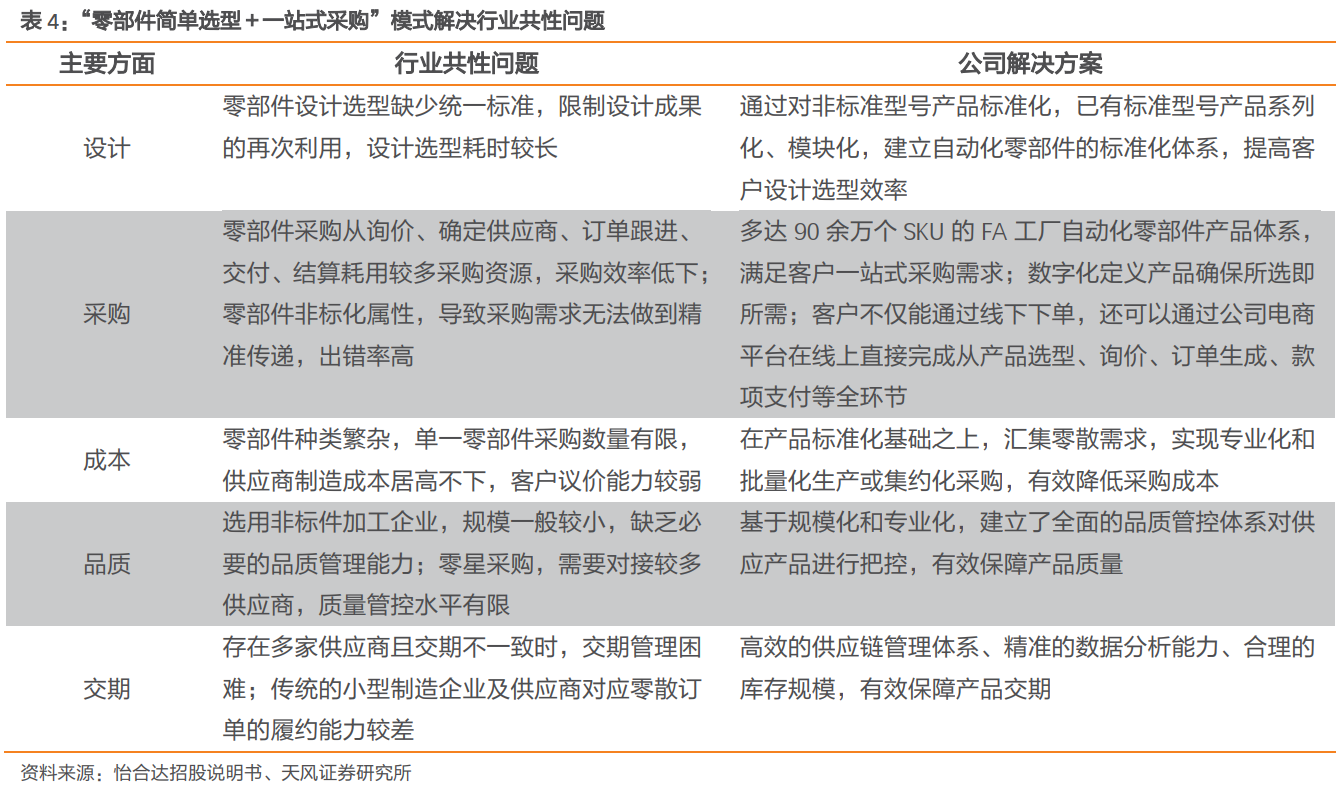 表 4：“零部件简单选型＋一站式采购”模式解决行业共性问题
主要方面 行业共性问题 公司解决方案
设计
零部件设计选型缺少统一标准，限制设计成果
的再次利用，设计选型耗时较长
通过对非标准型号产品标准化，已有标准型号产品系列
化、模块化，建立自动化零部件的标准化体系，提高客
户设计选型效率
采购
零部件采购从询价、确定供应商、订单跟进、
交付、结算耗用较多采购资源，采购效率低下；
零部件非标化属性，导致采购需求无法做到精
准传递，出错率高
多达 90 余万个 SKU 的 FA 工厂自动化零部件产品体系，
满足客户一站式采购需求；数字化定义产品确保所选即
所需；客户不仅能通过线下下单，还可以通过公司电商
平台在线上直接完成从产品选型、询价、订单生成、款
项支付等全环节
成本
零部件种类繁杂，单一零部件采购数量有限，
供应商制造成本居高不下，客户议价能力较弱
在产品标准化基础之上，汇集零散需求，实现专业化和
批量化生产或集约化采购，有效降低采购成本
品质
选用非标件加工企业，规模一般较小，缺乏必
要的品质管理能力；零星采购，需要对接较多
供应商，质量管控水平有限
基于规模化和专业化，建立了全面的品质管控体系对供
应产品进行把控，有效保障产品质量
交期
存在多家供应商且交期不一致时，交期管理困
难；传统的小型制造企业及供应商对应零散订
单的履约能力较差
高效的供应链管理体系、精准的数据分析能力、合理的
库存规模，有效保障产品交期
资料来源：怡合达招股说明书、天风证券研究所